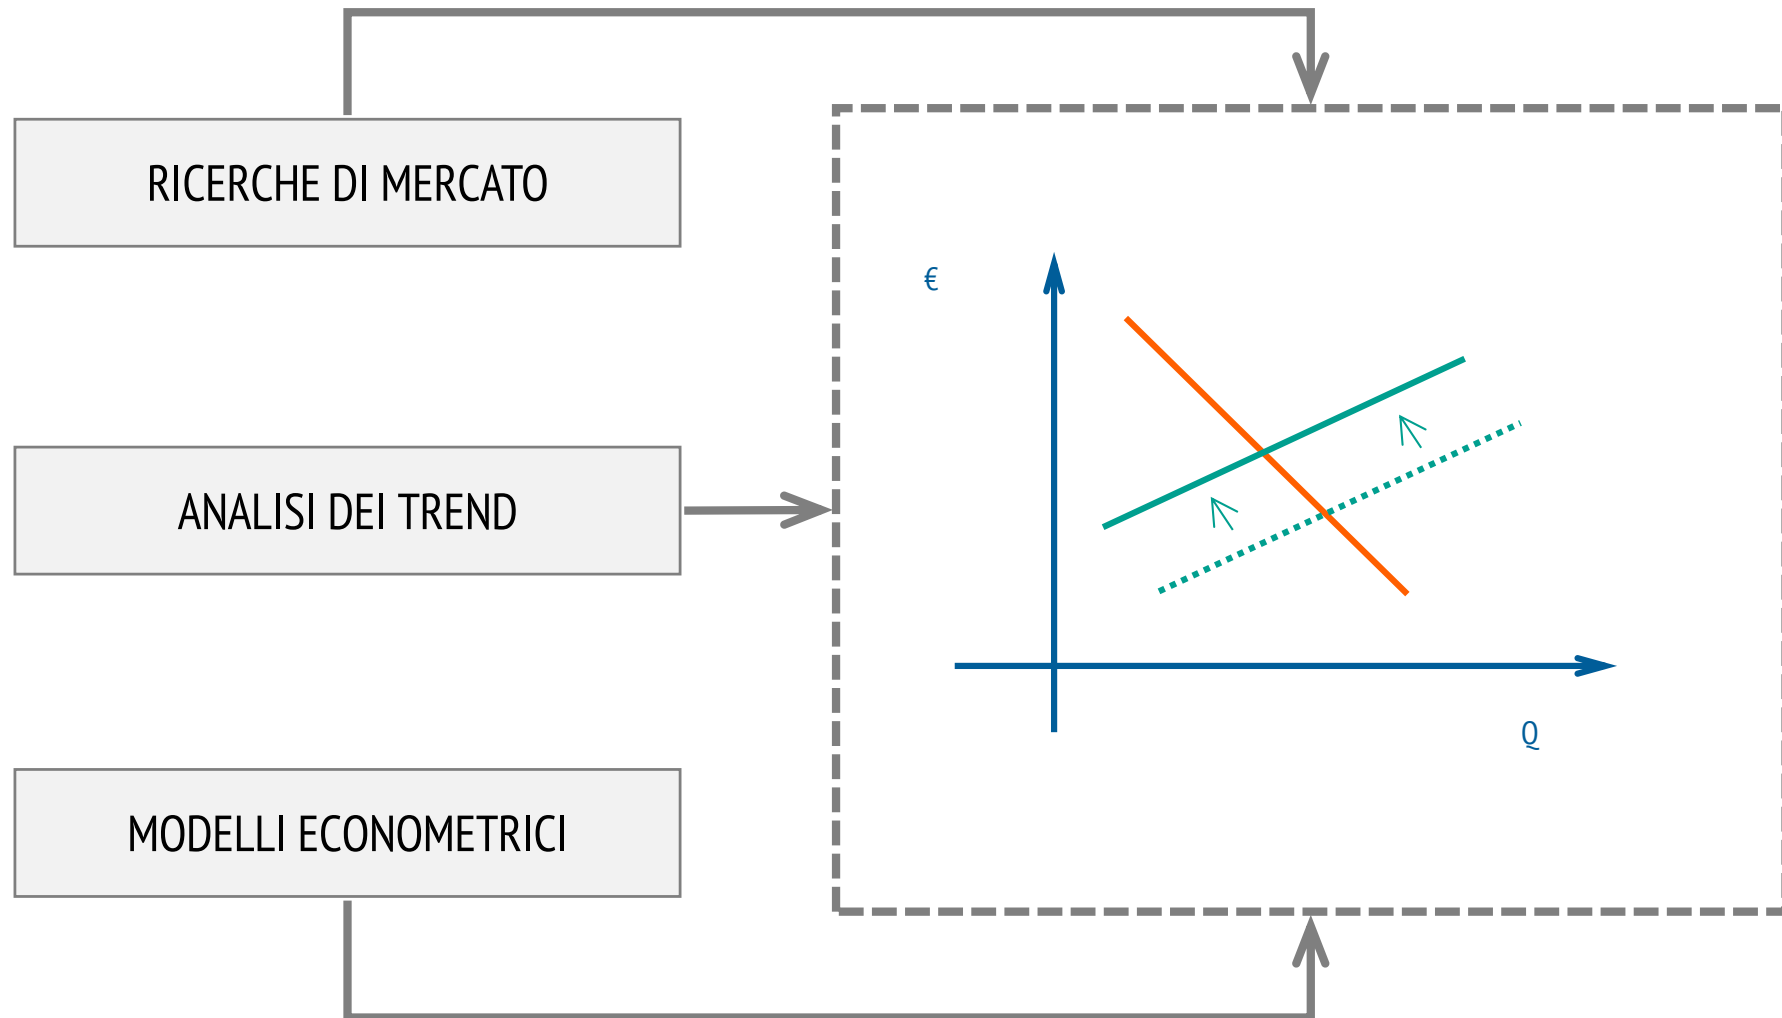 RICERCHE DI MERCATO
€
ANALISI DEI TREND
Q
MODELLI ECONOMETRICI